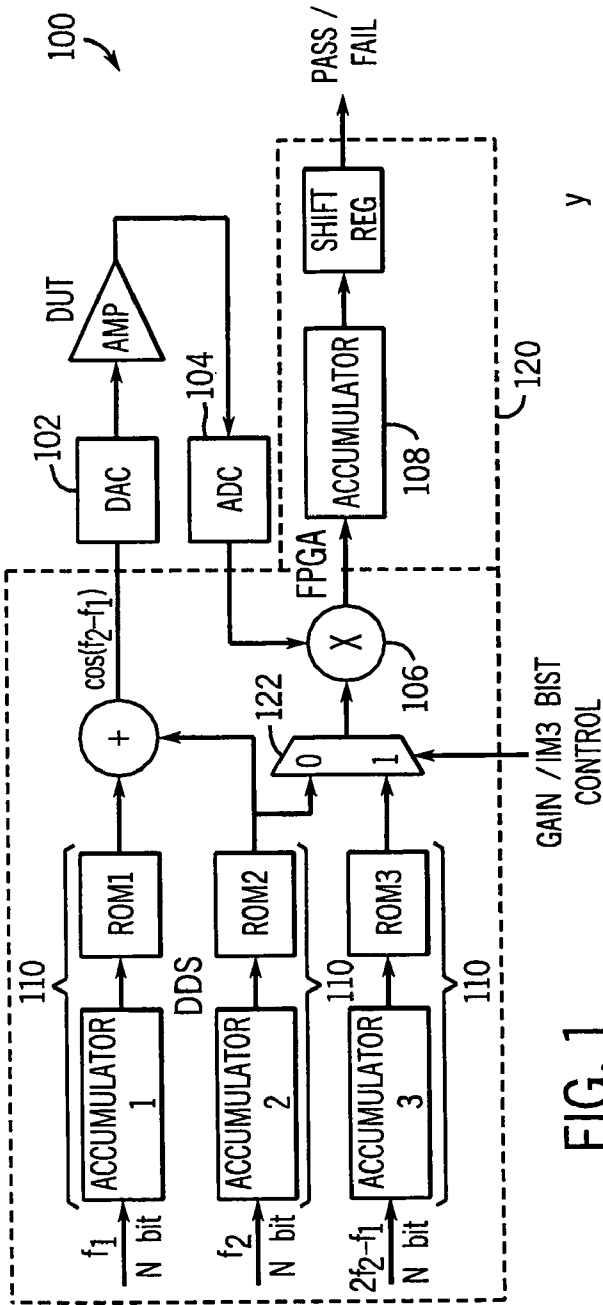 100
DUT
AMP
102
DAC
104
ADC
cos(f₂–f₁)
+
110
f₁
N bit
ACCUMULATOR
1
ROM1
DDS
f₂
N bit
ACCUMULATOR
2
ROM2
110
2f₂–f₁
N bit
ACCUMULATOR
3
ROM3
110
122
0
1
X
106
FPGA
ACCUMULATOR
108
SHIFT
REG
PASS /
FAIL
120
GAIN / IM3 BIST
CONTROL
y
FIG. 1